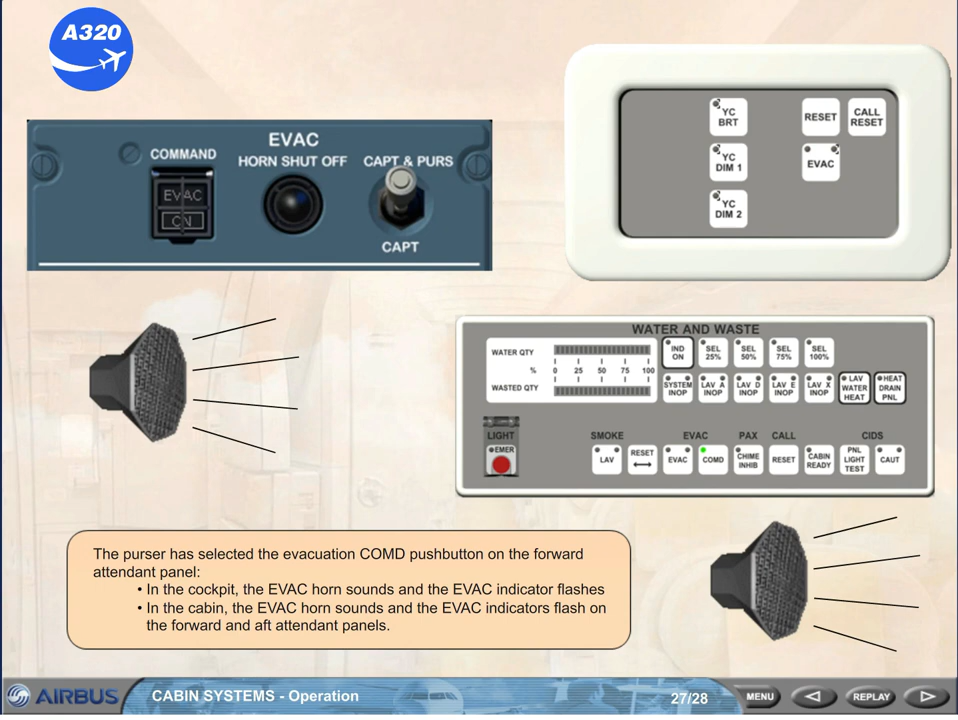 A320
EVAC
COMMAND
HORN SHUT OFF
CAPT & PURS
EVAC
ON
CAPT
YC BRT
RESET
CALL RESET
YC DIM 1
EVAC
YC DIM 2
WATER AND WASTE
WATER QTY
% 0 25 50 75 100
WASTED QTY
IND ON
SEL 25%
SEL 50%
SEL 75%
SEL 100%
SYSTEM INOP
LAV A INOP
LAV D INOP
LAV E INOP
LAV X INOP
LAV WATER HEAT
HEAT DRAIN PNL
LIGHT
SMOKE
EVAC
PAX
CALL
CIDS
EMER
LAV
RESET
EVAC
COMD
CHIME INHIB
RESET
CABIN READY
PNL LIGHT TEST
CAUT
The purser has selected the evacuation COMD pushbutton on the forward
attendant panel:
• In the cockpit, the EVAC horn sounds and the EVAC indicator flashes
• In the cabin, the EVAC horn sounds and the EVAC indicators flash on
the forward and aft attendant panels.
AIRBUS
CABIN SYSTEMS - Operation
27/28
MENU
REPLAY